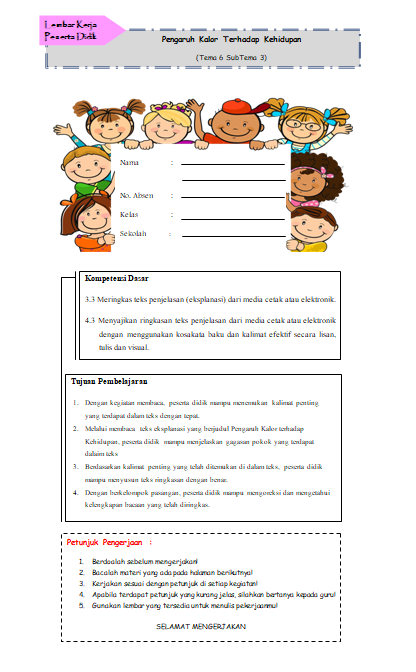 Lembar Kerja
Peserta Didik
Pengaruh Kalor Terhadap Kehidupan
(Tema 6 SubTema 3)
Nama :
No. Absen :
Kelas :
Sekolah :
Kompetensi Dasar
3.3 Meringkas teks penjelasan (eksplanasi) dari media cetak atau elektronik.
4.3 Menyajikan ringkasan teks penjelasan dari media cetak atau elektronik
dengan menggunakan kosakata baku dan kalimat efektif secara lisan,
tulis dan visual.
Tujuan Pembelajaran
1. Dengan kegiatan membaca, peserta didik mampu menemukan kalimat penting
yang terdapat dalam teks dengan tepat.
2. Melalui membaca teks eksplanasi yang berjudul Pengaruh Kalor terhadap
Kehidupan, peserta didik mampu menjelaskan gagasan pokok yang terdapat
dalam teks
3. Berdasarkan kalimat penting yang telah ditemukan di dalam teks, peserta didik
mampu menyusun teks ringkasan dengan benar.
4. Dengan berkelompok pasangan, peserta didik mampu mengoreksi dan mengetahui
kelengkapan bacaan yang telah diringkas.
Petunjuk Pengerjaan :
1. Berdoalah sebelum mengerjakan!
2. Bacalah materi yang ada pada halaman berikutnya!
3. Kerjakan sesuai dengan petunjuk di setiap kegiatan!
4. Apabila terdapat petunjuk yang kurang jelas, silahkan bertanya kepada guru!
5. Gunakan lembar yang tersedia untuk menulis pekerjaanmu!
SELAMAT MENGERJAKAN